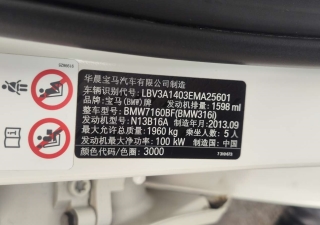 华晨宝马汽车有限公司制造
车辆识别代号: LBV3A1403EMA25601
品牌: 宝马(BMW)牌 发动机排量: 1598 ml
整车型号: BMW7160BF(BMW316i)
发动机型号: N13B16A 制造年月: 2013.09
最大允许总质量: 1960 kg 乘坐人数: 5 人
发动机最大净功率: 100 kW 制造国: 中国
颜色代码/色圈: 3000